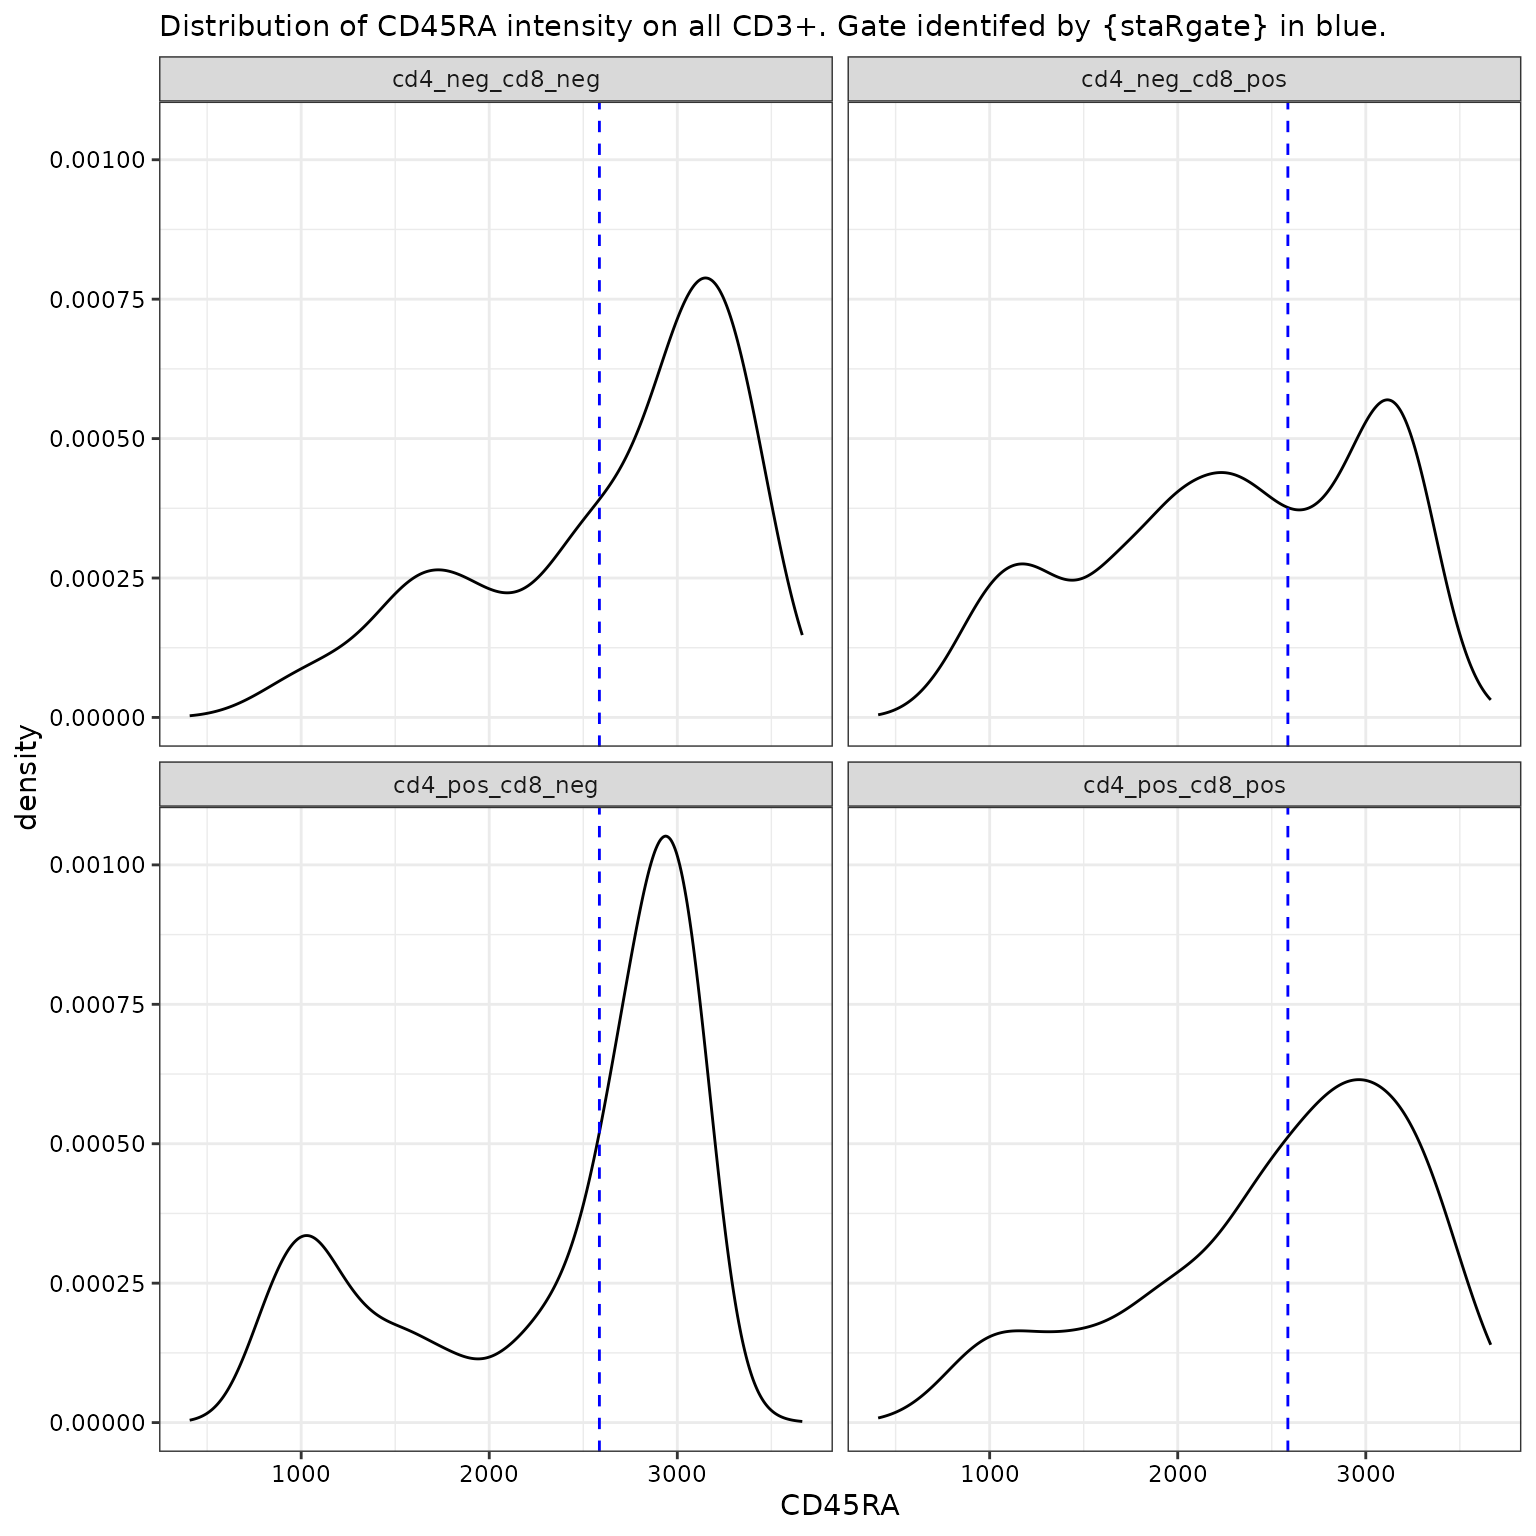 Distribution of CD45RA intensity on all CD3+. Gate identifed by {staRgate} in blue.
cd4_neg_cd8_neg
cd4_neg_cd8_pos
0.00100
0.00075
0.00050
0.00025
0.00000
density
cd4_pos_cd8_neg
cd4_pos_cd8_pos
0.00100
0.00075
0.00050
0.00025
0.00000
1000 2000 3000
1000 2000 3000
CD45RA